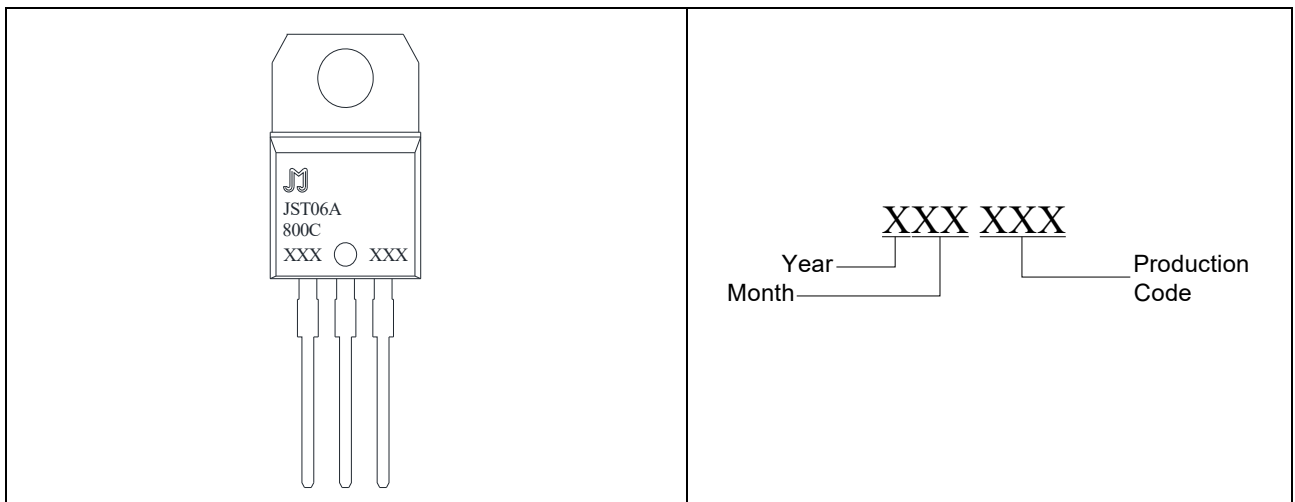 JST06A
800C
XXX XXX
XXX XXX
Year
Month
Production
Code